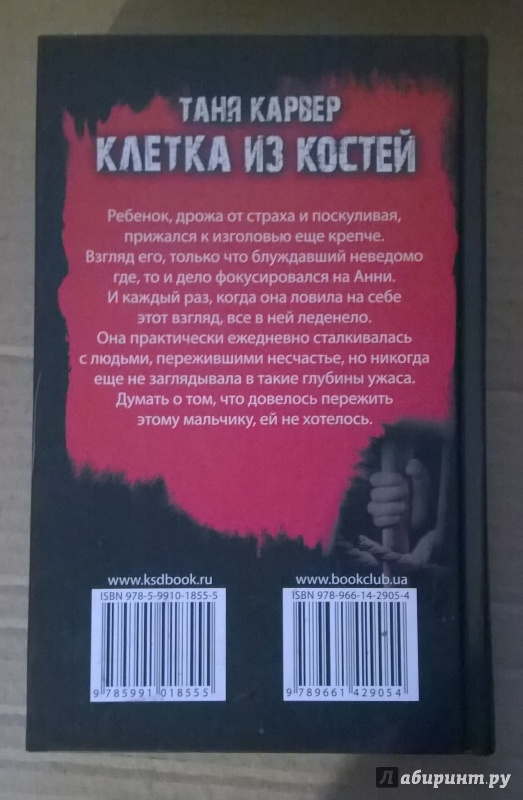 ТАНЯ КАРВЕР
КЛЕТКА ИЗ КОСТЕЙ
Ребенок, дрожа от страха и поскуливая,
прижался к изголовью еще крепче.
Взгляд его, только что блуждавший неведомо
где, то и дело фокусировался на Анни.
И каждый раз, когда она ловила на себе
этот взгляд, все в ней леденело.
Она практически ежедневно сталкивалась
с людьми, пережившими несчастье, но никогда
еще не заглядывала в такие глубины ужаса.
Думать о том, что довелось пережить
этому мальчику, ей не хотелось.
www.ksdbook.ru
ISBN 978-5-9910-1855-5
9 785991 018555
www.bookclub.ua
ISBN 978-966-14-2905-4
9 789661 429054
Лабиринт.ру